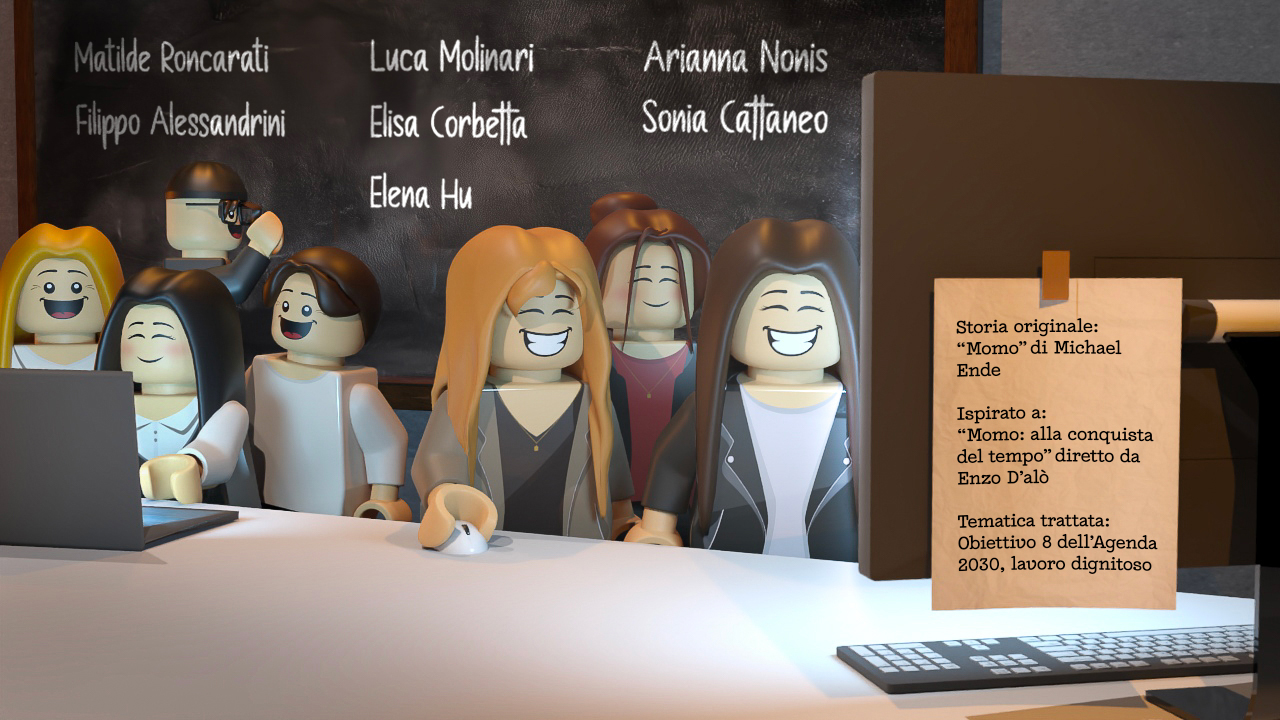 Matilde Roncarati
Filippo Alessandrini
Luca Molinari
Elisa Corbetta
Elena Hu
Arianna Nonis
Sonia Cattaneo
Storia originale:
“Momo” di Michael
Ende
Ispirato a:
“Momo: alla conquista
del tempo” diretto da
Enzo D’alò
Tematica trattata:
Obiettivo 8 dell’Agenda
2030, lavoro dignitoso